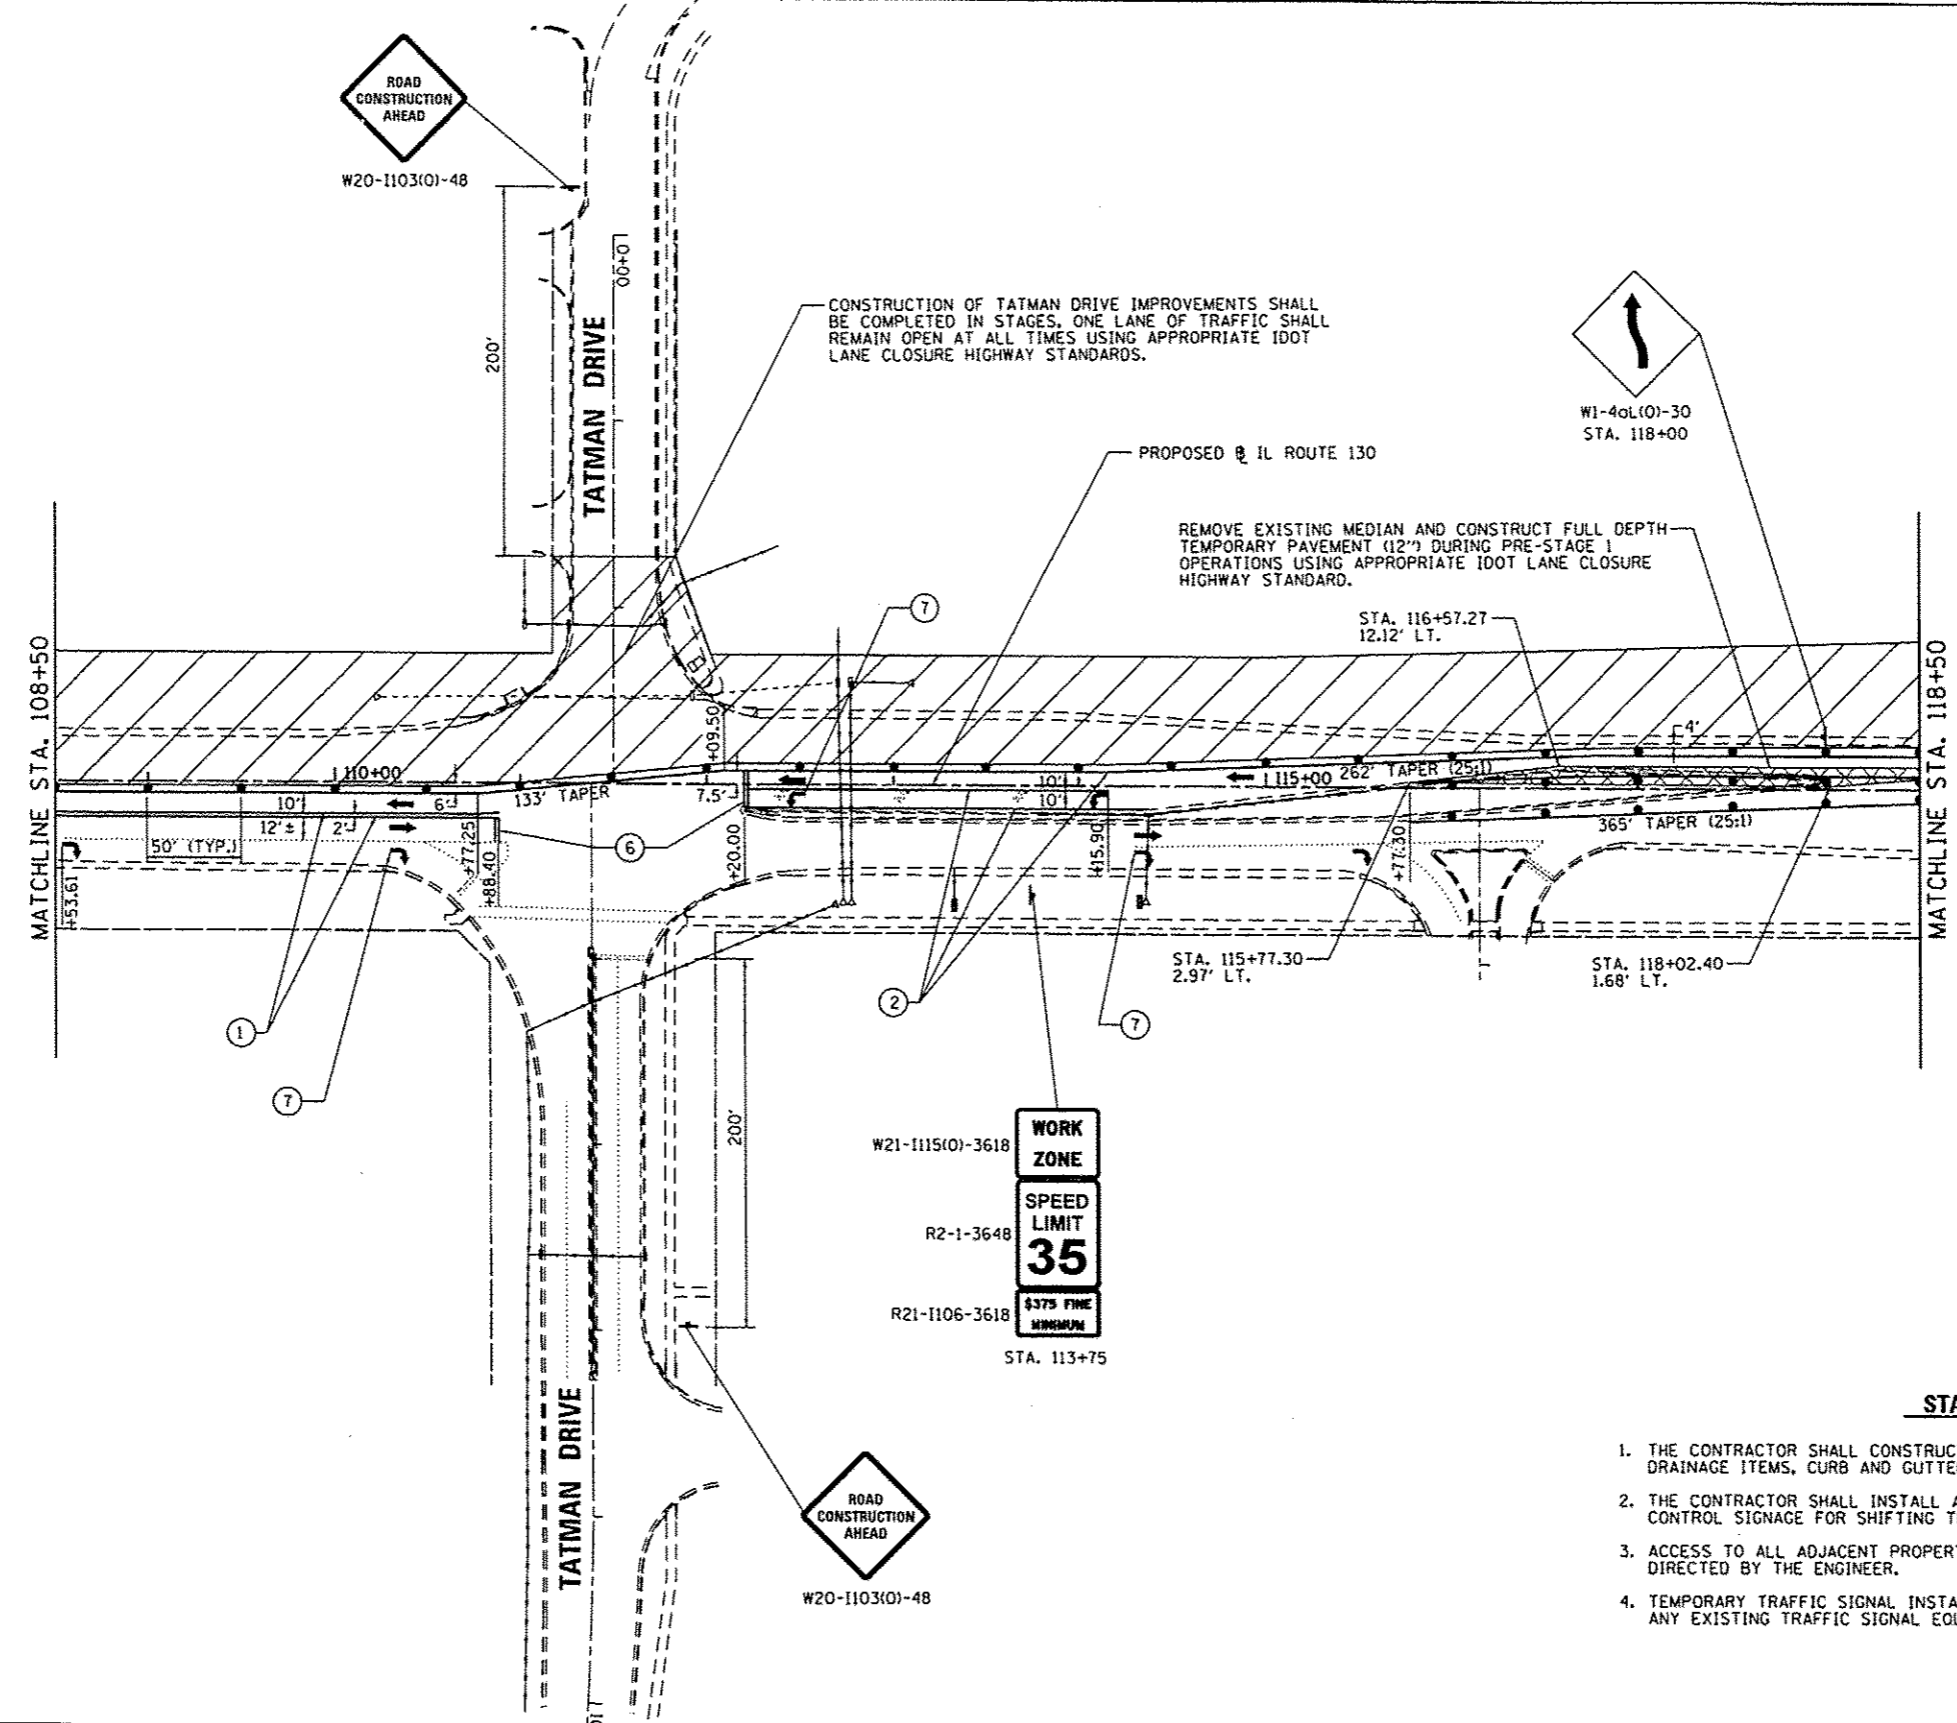 ROAD
CONSTRUCTION
AHEAD
W20-I103(O)-48
200'
TATMAN DRIVE
0+00
CONSTRUCTION OF TATMAN DRIVE IMPROVEMENTS SHALL
BE COMPLETED IN STAGES. ONE LANE OF TRAFFIC SHALL
REMAIN OPEN AT ALL TIMES USING APPROPRIATE IDOT
LANE CLOSURE HIGHWAY STANDARDS.
W1-4aL(O)-30
STA. 118+00
PROPOSED ℄ IL ROUTE 130
REMOVE EXISTING MEDIAN AND CONSTRUCT FULL DEPTH
TEMPORARY PAVEMENT (12") DURING PRE-STAGE 1
OPERATIONS USING APPROPRIATE IDOT LANE CLOSURE
HIGHWAY STANDARD.
STA. 116+57.27
12.12' LT.
7
MATCHLINE STA. 108+50
MATCHLINE STA. 118+50
+09.50
4'
110+00
10'
6'
133' TAPER
7.5'
10'
10'
115+00
262' TAPER (25:1)
12' ±
2'
50' (TYP.)
365' TAPER (25:1)
+53.61
+77.25
+88.40
6
+20.00
+15.90
+77.30
STA. 115+77.30
2.97' LT.
STA. 118+02.40
1.68' LT.
1
2
7
7
200'
W21-I115(O)-3618
WORK
ZONE
R2-1-3648
SPEED
LIMIT
35
R21-I106-3618
$375 FINE
MINIMUM
STA. 113+75
TATMAN DRIVE
ROAD
CONSTRUCTION
AHEAD
W20-I103(O)-48
STA
1. THE CONTRACTOR SHALL CONSTRUC
DRAINAGE ITEMS, CURB AND GUTTE
2. THE CONTRACTOR SHALL INSTALL A
CONTROL SIGNAGE FOR SHIFTING T
3. ACCESS TO ALL ADJACENT PROPERT
DIRECTED BY THE ENGINEER.
4. TEMPORARY TRAFFIC SIGNAL INSTA
ANY EXISTING TRAFFIC SIGNAL EQU